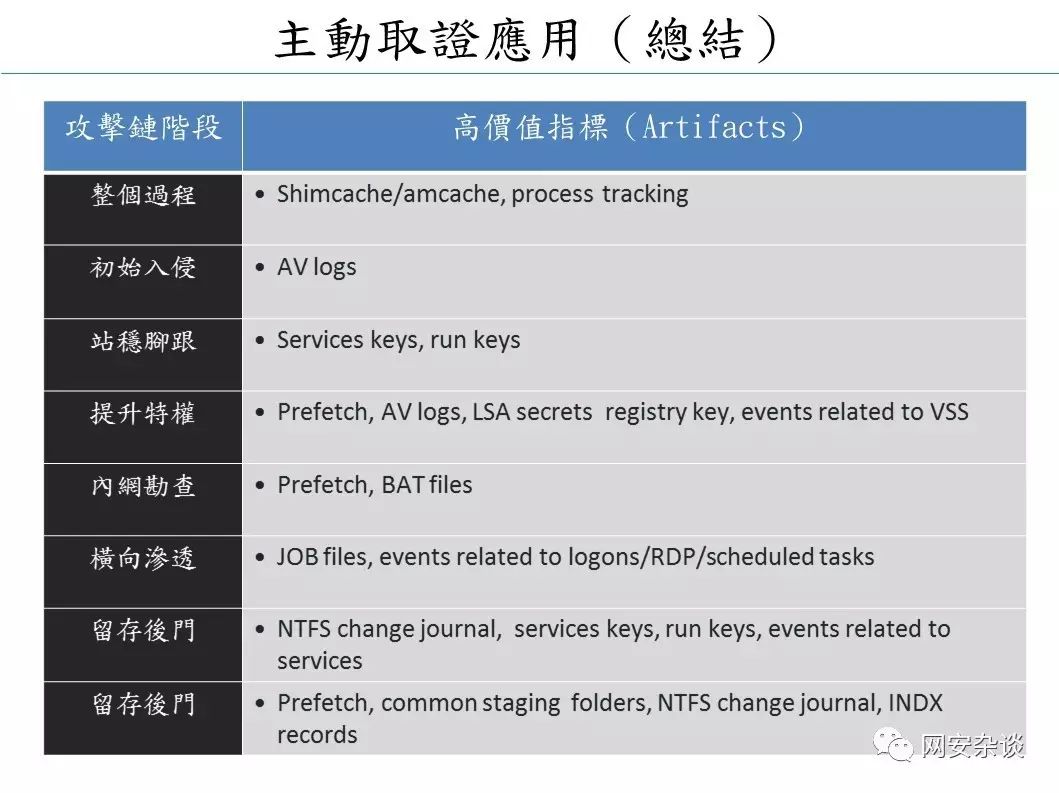 主動取證應用（總結）
攻擊鏈階段
高價值指標（Artifacts）
整個過程
• Shimcache/amcache, process tracking
初始入侵
• AV logs
站穩腳跟
• Services keys, run keys
提升特權
• Prefetch, AV logs, LSA secrets registry key, events related to VSS
內網勘查
• Prefetch, BAT files
橫向滲透
• JOB files, events related to logons/RDP/scheduled tasks
留存後門
• NTFS change journal, services keys, run keys, events related to
services
留存後門
• Prefetch, common staging folders, NTFS change journal, INDX
records
网安杂谈